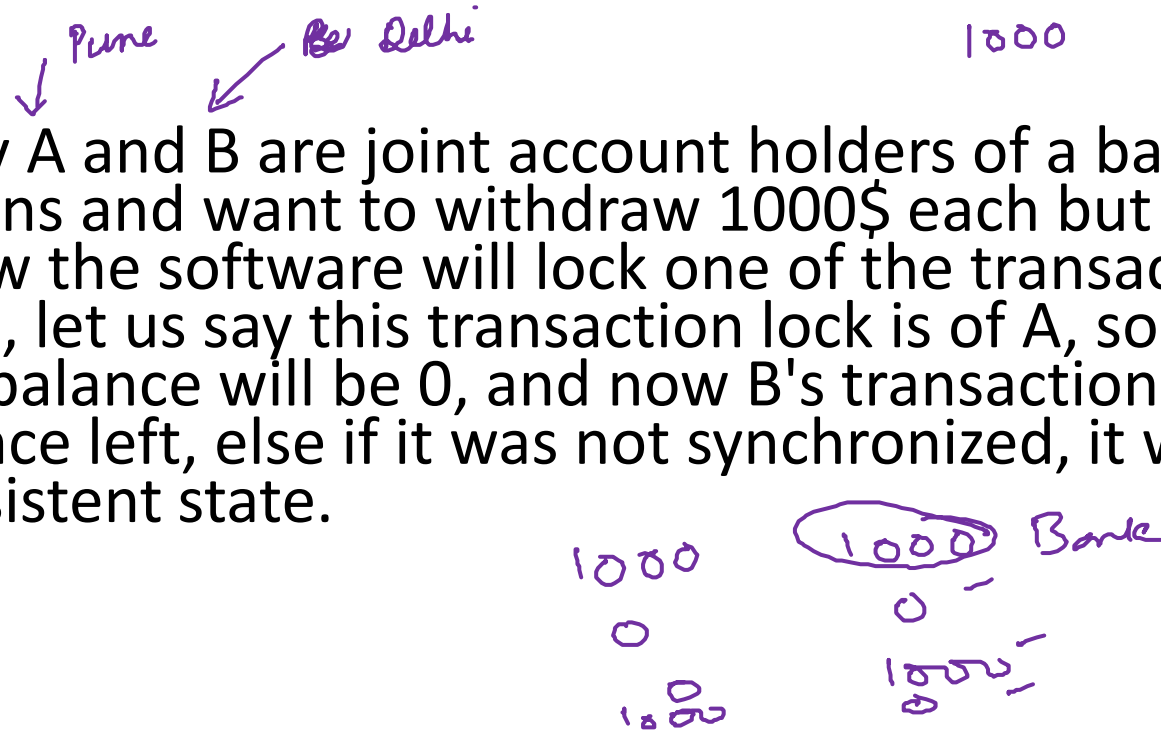 Pune Delhi 1000
A and B are joint account holders of a ba
ns and want to withdraw 1000$ each but
w the software will lock one of the transac
, let us say this transaction lock is of A, so
balance will be 0, and now B's transaction
ce left, else if it was not synchronized, it w
sistent state.
1000 1000 Bank
0 0
0 1000
1000 0